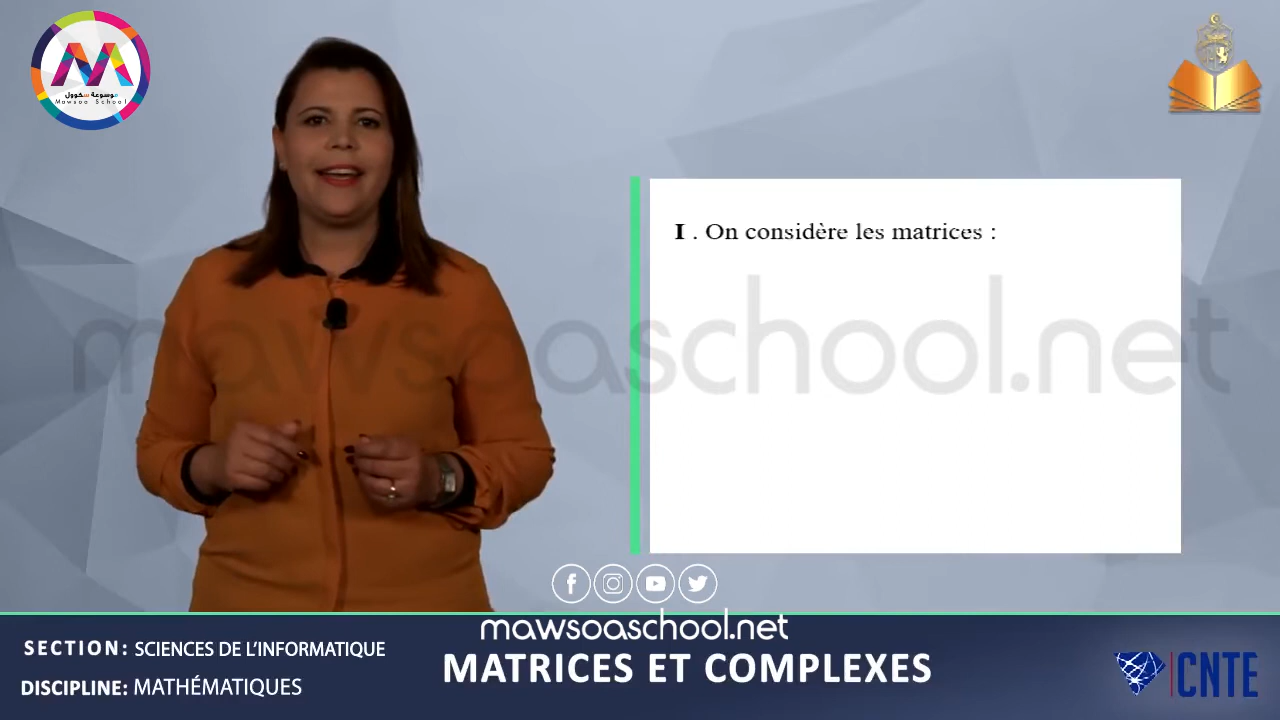 موسوعة سكوول
Mawsoa School
I . On considère les matrices :
mawsoaschool.net
mawsoaschool.net
SECTION: SCIENCES DE L'INFORMATIQUE
MATRICES ET COMPLEXES
DISCIPLINE: MATHÉMATIQUES
CNTE